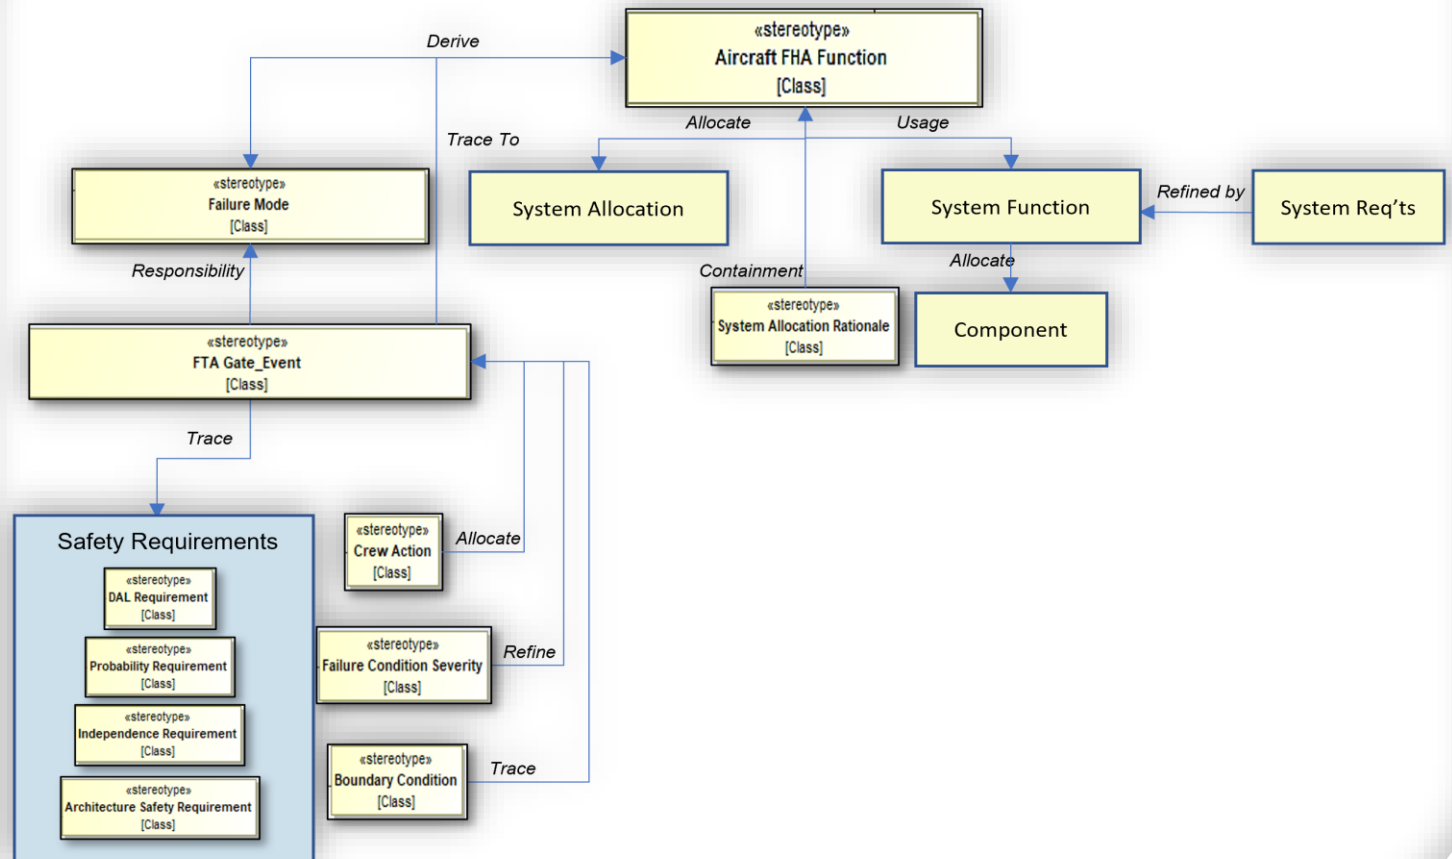 «stereotype»
Aircraft FHA Function
[Class]
Derive
Trace To
Allocate
Usage
«stereotype»
Failure Mode
[Class]
System Allocation
System Function
Refined by
System Req'ts
Responsibility
Containment
Allocate
«stereotype»
System Allocation Rationale
[Class]
Component
«stereotype»
FTA Gate_Event
[Class]
Trace
Safety Requirements
«stereotype»
DAL Requirement
[Class]
«stereotype»
Probability Requirement
[Class]
«stereotype»
Independence Requirement
[Class]
«stereotype»
Architecture Safety Requirement
[Class]
«stereotype»
Crew Action
[Class]
Allocate
«stereotype»
Failure Condition Severity
[Class]
Refine
«stereotype»
Boundary Condition
[Class]
Trace